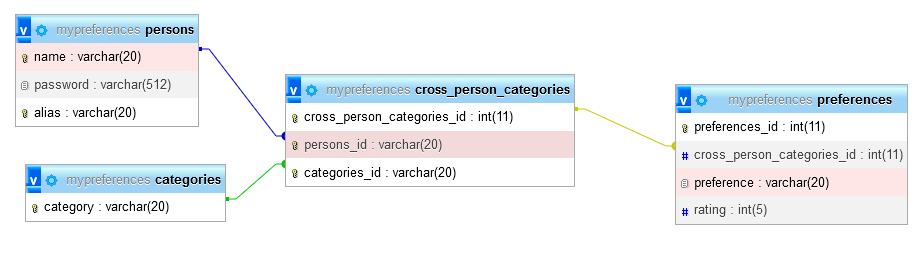 v mypreferences persons
name : varchar(20)
password : varchar(512)
alias : varchar(20)
v mypreferences cross_person_categories
cross_person_categories_id : int(11)
persons_id : varchar(20)
categories_id : varchar(20)
v mypreferences categories
category : varchar(20)
v mypreferences preferences
preferences_id : int(11)
# cross_person_categories_id : int(11)
preference : varchar(20)
# rating : int(5)